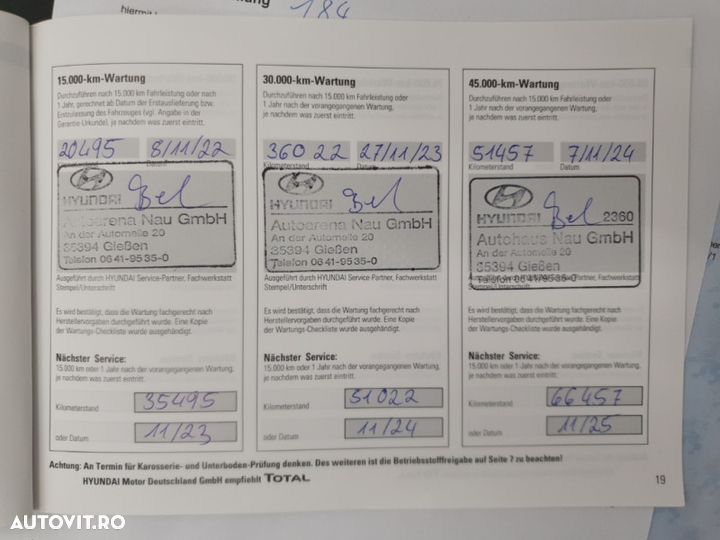 184
15.000-km-Wartung
Durchzuführen nach 15.000 km Fahrleistung oder nach
1 Jahr, gerechnet ab Datum der Erstauslieferung bzw.
Erstzulassung des Fahrzeuges (vgl. Angabe in der
Garantie-Urkunde), je nachdem was zuerst eintritt.
20495 8/11/22
Kilometerstand Datum
HYUNDAI
Autoarena Nau GmbH
An der Automeile 20
35394 Gießen
Telefon 0641-9535-0
Ausgeführt durch HYUNDAI Service-Partner, Fachwerkstatt
Stempel/Unterschrift
Es wird bestätigt, dass die Wartung fachgerecht nach
Herstellervorgaben durchgeführt wurde. Eine Kopie
der Wartungs-Checkliste wurde ausgehändigt.
Nächster Service:
15.000 km oder 1 Jahr nach der vorangegangenen Wartung,
je nachdem was zuerst eintritt.
Kilometerstand 35495
oder Datum 11/23
30.000-km-Wartung
Durchzuführen nach 15.000 km Fahrleistung oder
1 Jahr nach der vorangegangenen Wartung,
je nachdem was zuerst eintritt.
36022 27/11/23
Kilometerstand Datum
HYUNDAI
Autoarena Nau GmbH
An der Automeile 20
35394 Gießen
Telefon 0641-9535-0
Ausgeführt durch HYUNDAI Service-Partner, Fachwerkstatt
Stempel/Unterschrift
Es wird bestätigt, dass die Wartung fachgerecht nach
Herstellervorgaben durchgeführt wurde. Eine Kopie
der Wartungs-Checkliste wurde ausgehändigt.
Nächster Service:
15.000 km oder 1 Jahr nach der vorangegangenen Wartung,
je nachdem was zuerst eintritt.
Kilometerstand 51022
oder Datum 11/24
45.000-km-Wartung
Durchzuführen nach 15.000 km Fahrleistung oder
1 Jahr nach der vorangegangenen Wartung,
je nachdem was zuerst eintritt.
51457 7/11/24
Kilometerstand Datum
HYUNDAI 2360
Autohaus Nau GmbH
An der Automeile 20
35394 Gießen
Telefon 0641/9535-0
Ausgeführt durch HYUNDAI Service-Partner, Fachwerkstatt
Stempel/Unterschrift
Es wird bestätigt, dass die Wartung fachgerecht nach
Herstellervorgaben durchgeführt wurde. Eine Kopie
der Wartungs-Checkliste wurde ausgehändigt.
Nächster Service:
15.000 km oder 1 Jahr nach der vorangegangenen Wartung,
je nachdem was zuerst eintritt.
Kilometerstand 66457
oder Datum 11/25
Achtung: An Termin für Karosserie- und Unterboden-Prüfung denken. Des weiteren ist die Betriebsstofffreigabe auf Seite 7 zu beachten!
HYUNDAI Motor Deutschland GmbH empfiehlt TOTAL
19
AUTOVIT.RO